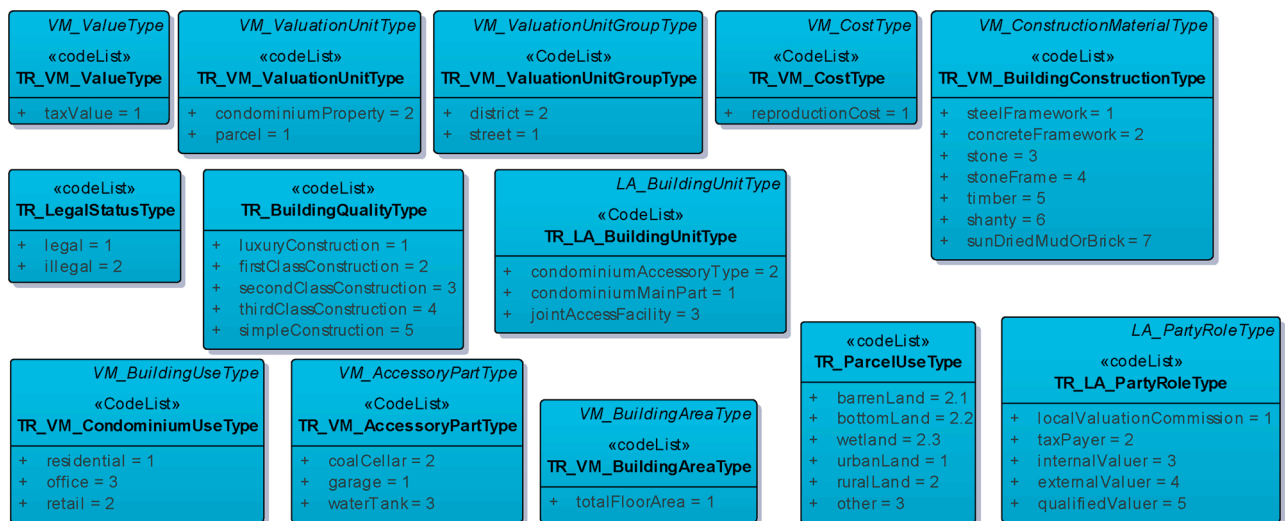 VM_ValueType
«codeList»
TR_VM_ValueType
+ taxValue = 1
VM_ValuationUnitType
«codeList»
TR_VM_ValuationUnitType
+ condominiumProperty = 2
+ parcel = 1
VM_ValuationUnitGroupType
«CodeList»
TR_VM_ValuationUnitGroupType
+ district = 2
+ street = 1
VM_CostType
«CodeList»
TR_VM_CostType
+ reproductionCost = 1
VM_ConstructionMaterialType
«codeList»
TR_VM_BuildingConstructionType
+ steelFramework = 1
+ concreteFramework = 2
+ stone = 3
+ stoneFrame = 4
+ timber = 5
+ shanty = 6
+ sunDriedMudOrBrick = 7
«codeList»
TR_LegalStatusType
+ legal = 1
+ illegal = 2
«codeList»
TR_BuildingQualityType
+ luxuryConstruction = 1
+ firstClassConstruction = 2
+ secondClassConstruction = 3
+ thirdClassConstruction = 4
+ simpleConstruction = 5
LA_BuildingUnitType
«CodeList»
TR_LA_BuildingUnitType
+ condominiumAccessoryType = 2
+ condominiumMainPart = 1
+ jointAccessFacility = 3
VM_BuildingUseType
«CodeList»
TR_VM_CondominiumUseType
+ residential = 1
+ office = 3
+ retail = 2
VM_AccessoryPartType
«CodeList»
TR_VM_AccessoryPartType
+ coalCellar = 2
+ garage = 1
+ waterTank = 3
VM_BuildingAreaType
«codeList»
TR_VM_BuildingAreaType
+ totalFloorArea = 1
«codeList»
TR_ParcelUseType
+ barrenLand = 2.1
+ bottomLand = 2.2
+ wetland = 2.3
+ urbanLand = 1
+ ruralLand = 2
+ other = 3
LA_PartyRoleType
«codeList»
TR_LA_PartyRoleType
+ localValuationCommission = 1
+ taxPayer = 2
+ internalValuer = 3
+ externalValuer = 4
+ qualifiedValuer = 5